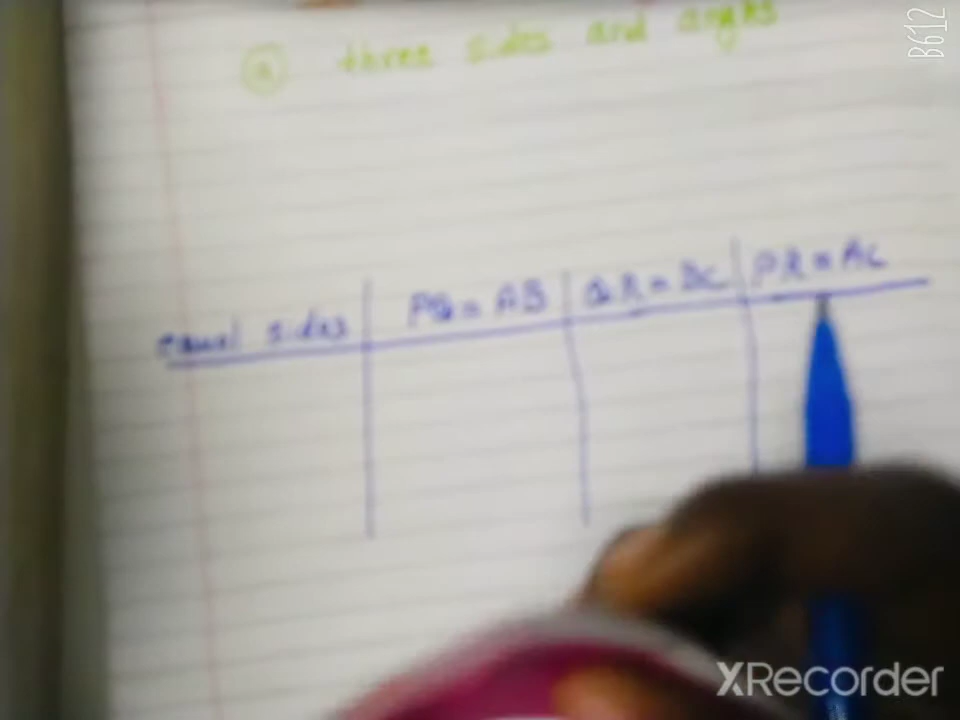 a three sides and angles
equal sides PQ = AB QR = BC PR = AC
B612
XRecorder